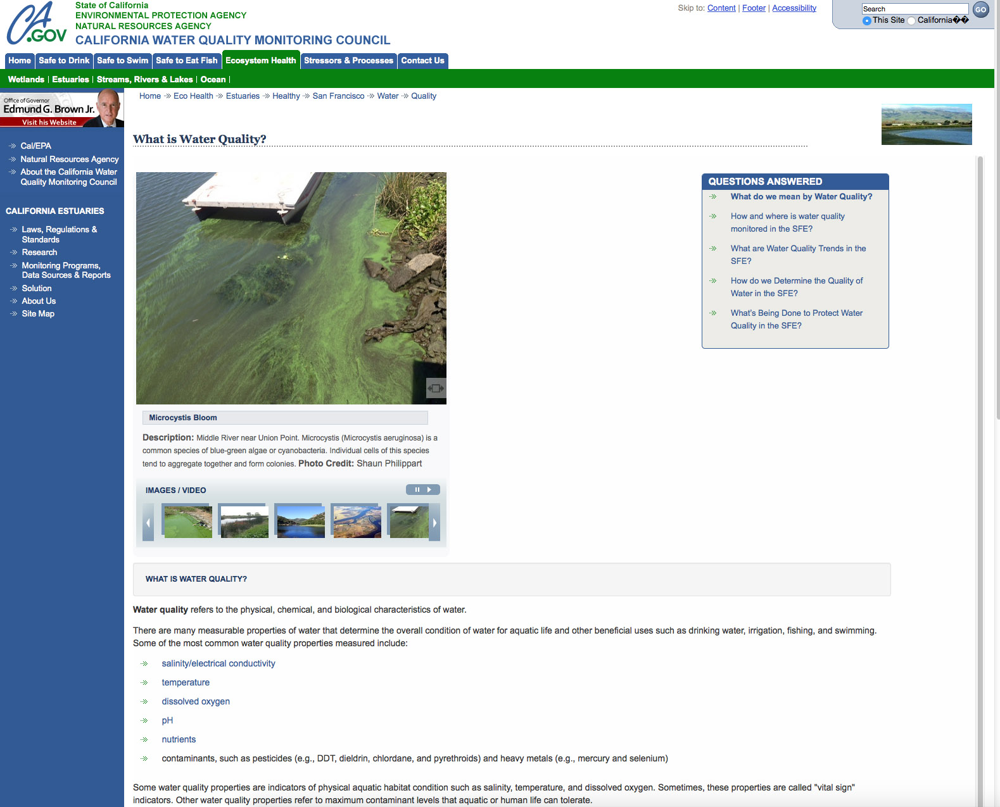 CA
.GOV
State of California
ENVIRONMENTAL PROTECTION AGENCY
NATURAL RESOURCES AGENCY
CALIFORNIA WATER QUALITY MONITORING COUNCIL
Skip to: Content | Footer | Accessibility
Search
GO
This Site California��
Home Safe to Drink Safe to Swim Safe to Eat Fish Ecosystem Health Stressors & Processes Contact Us
Wetlands | Estuaries | Streams, Rivers & Lakes | Ocean |
Office of Governor
Edmund G. Brown Jr.
Visit his Website
Home Eco Health Estuaries Healthy San Francisco Water Quality
Cal/EPA
Natural Resources Agency
About the California Water
Quality Monitoring Council
CALIFORNIA ESTUARIES
Laws, Regulations &
Standards
Research
Monitoring Programs,
Data Sources & Reports
Solution
About Us
Site Map
What is Water Quality?
QUESTIONS ANSWERED
What do we mean by Water Quality?
How and where is water quality
monitored in the SFE?
What are Water Quality Trends in the
SFE?
How do we Determine the Quality of
Water in the SFE?
What's Being Done to Protect Water
Quality in the SFE?
Microcystis Bloom
Description: Middle River near Union Point. Microcystis (Microcystis aeruginosa) is a
common species of blue-green algae or cyanobacteria. Individual cells of this species
tend to aggregate together and form colonies. Photo Credit: Shaun Philippart
IMAGES / VIDEO
WHAT IS WATER QUALITY?
Water quality refers to the physical, chemical, and biological characteristics of water.
There are many measurable properties of water that determine the overall condition of water for aquatic life and other beneficial uses such as drinking water, irrigation, fishing, and swimming.
Some of the most common water quality properties measured include:
salinity/electrical conductivity
temperature
dissolved oxygen
pH
nutrients
contaminants, such as pesticides (e.g., DDT, dieldrin, chlordane, and pyrethroids) and heavy metals (e.g., mercury and selenium)
Some water quality properties are indicators of physical aquatic habitat condition such as salinity, temperature, and dissolved oxygen. Sometimes, these properties are called "vital sign"
indicators. Other water quality properties refer to maximum contaminant levels that aquatic or human life can tolerate.